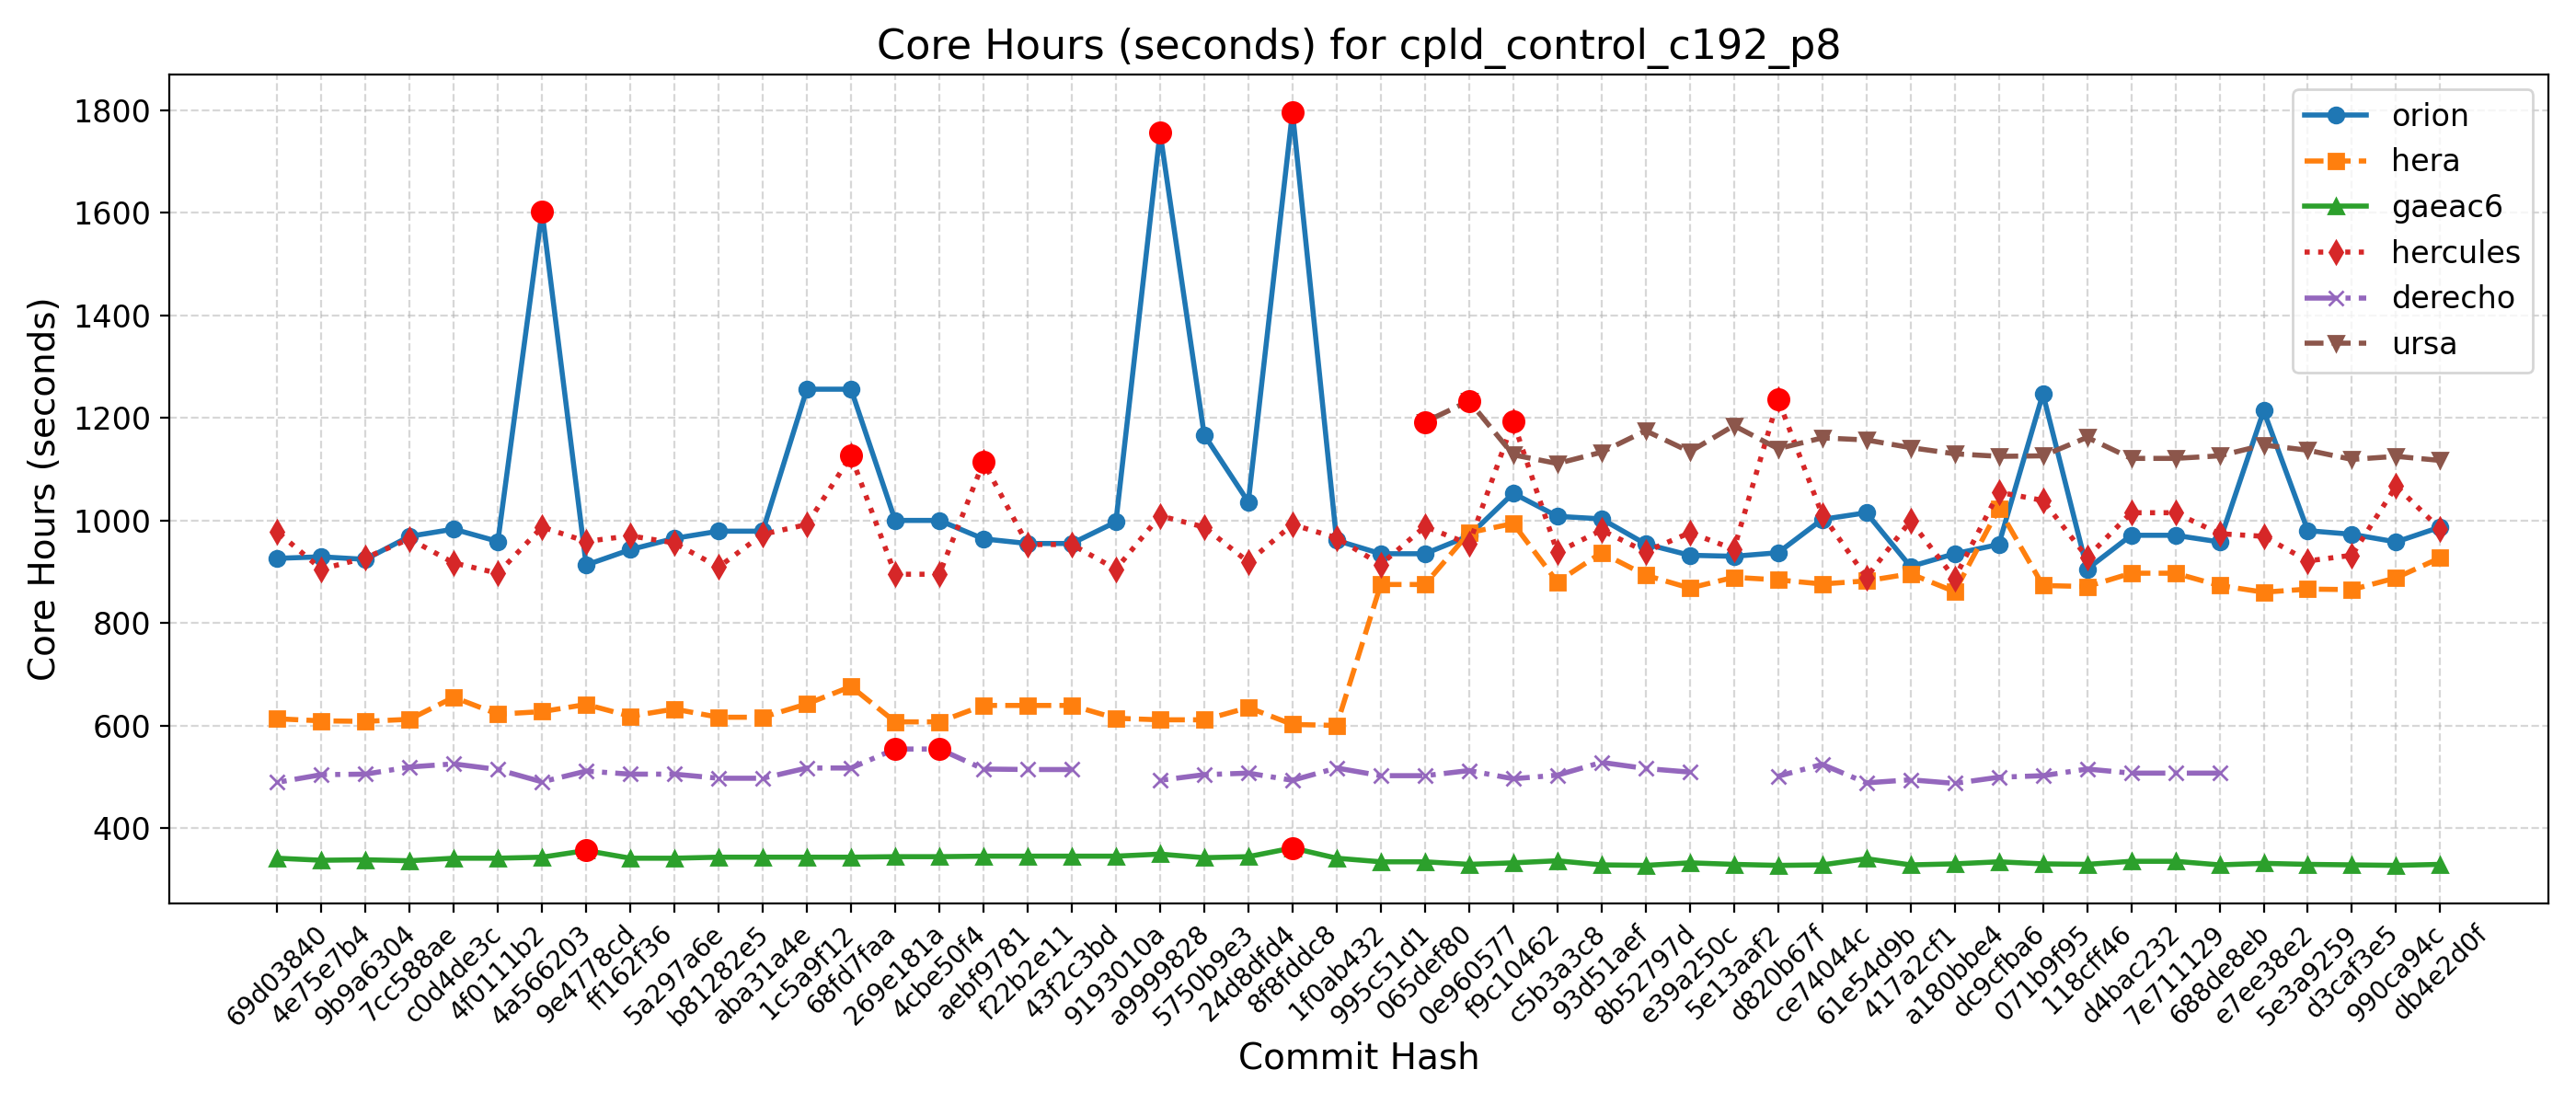 Core Hours (seconds) for cpld_control_c192_p8
Core Hours (seconds)
1800
1600
1400
1200
1000
800
600
400
orion
hera
gaeac6
hercules
derecho
ursa
69d03840
4e75e7b4
9b9a6304
7cc588ae
c0d4de3c
4f0111b2
4a566203
9e4778cd
ff162f36
5a297a6e
b81282e5
aba31a4e
1c5a9f12
68fd7faa
269e181a
4cbe50f4
aebf9781
f22b2e11
43f2c3bd
9193010a
a9999828
5750b9e3
24d8dfd4
8f8fddc8
1f0ab432
995c51d1
065def80
0e960577
f9c10462
c5b3a3c8
93d51aef
8b52797d
e39a250c
5e13aaf2
d820b67f
ce74044c
61e54d9b
417a2cf1
a180bbe4
dc9cfba6
071b9f95
118cff46
d4bac232
7e711129
688de8eb
e7ee38e2
5e3a9259
d3caf3e5
990ca94c
db4e2d0f
Commit Hash